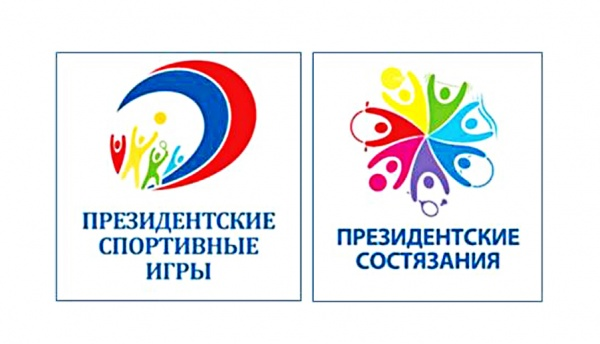 ПРЕЗИДЕНТСКИЕ
СПОРТИВНЫЕ
ИГРЫ
ПРЕЗИДЕНТСКИЕ
СОСТЯЗАНИЯ